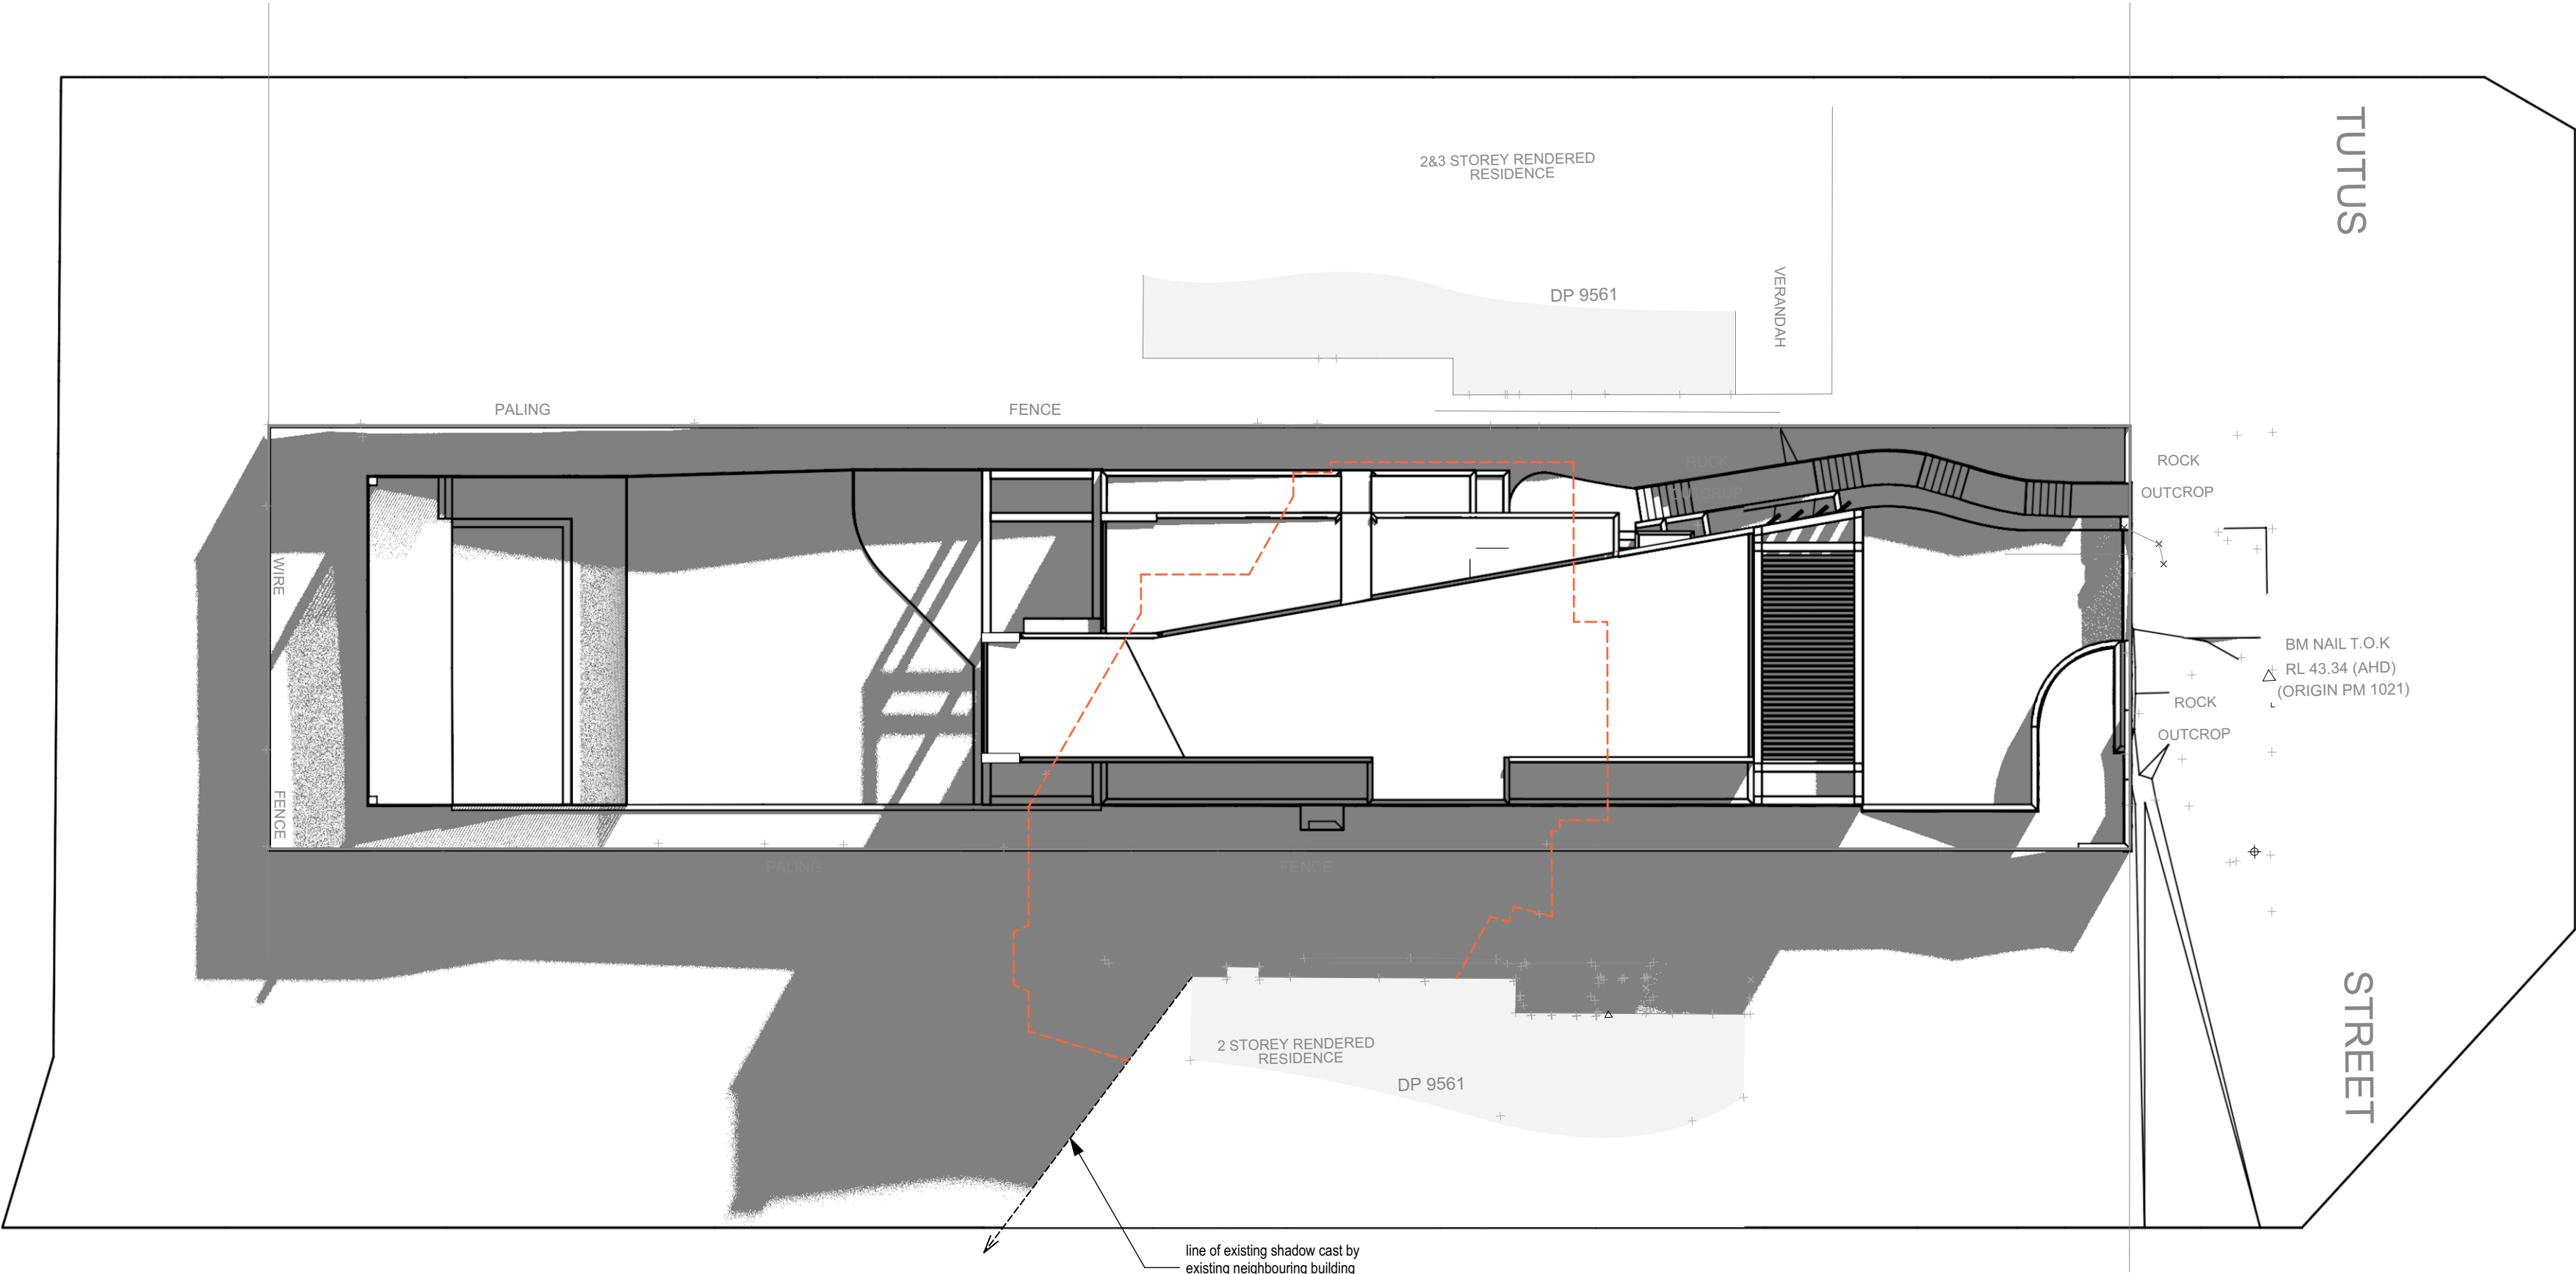 TUTUS
2&3 STOREY RENDERED
RESIDENCE
VERANDAH
DP 9561
PALING
FENCE
ROCK
OUTCROP
ROCK
OUTCROP
WIRE
FENCE
BM NAIL T.O.K
RL 43.34 (AHD)
(ORIGIN PM 1021)
ROCK
OUTCROP
PALING
FENCE
STREET
2 STOREY RENDERED
RESIDENCE
DP 9561
line of existing shadow cast by
existing neighbouring building